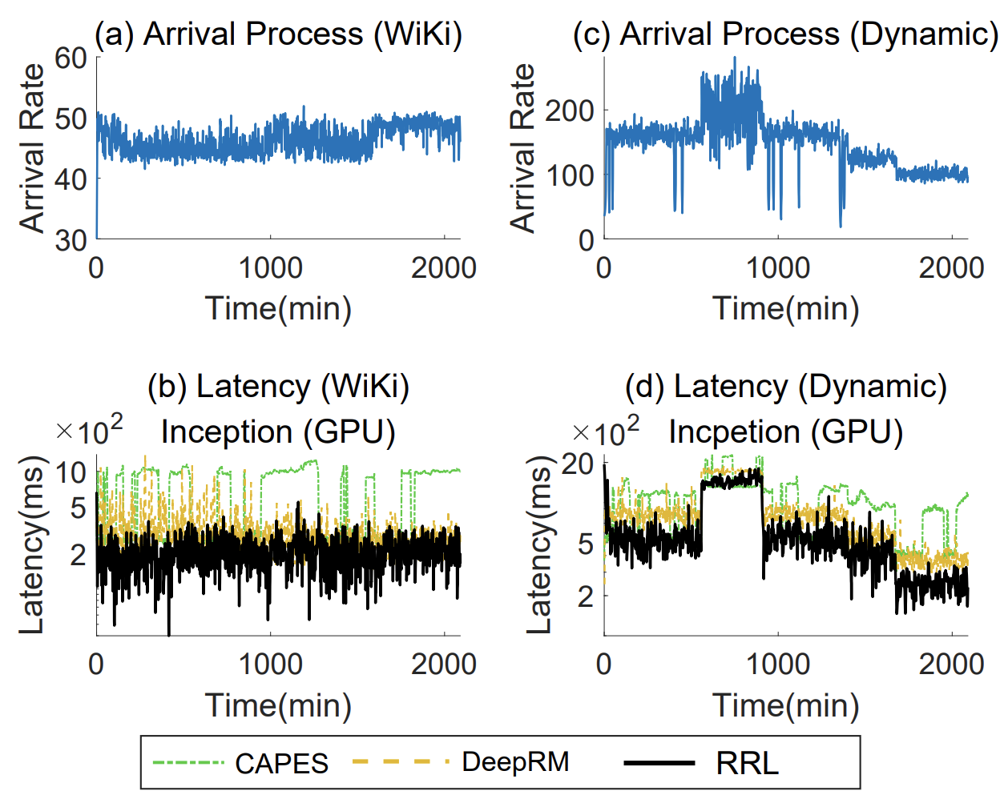 (a) Arrival Process (WiKi)
60
50
40
30
Arrival Rate
0 1000 2000
Time(min)
(c) Arrival Process (Dynamic)
200
100
0
Arrival Rate
0 1000 2000
Time(min)
(b) Latency (WiKi)
Inception (GPU)
×10²
10
5
2
Latency(ms)
0 1000 2000
Time(min)
(d) Latency (Dynamic)
Incpetion (GPU)
×10²
20
5
2
Latency(ms)
0 1000 2000
Time(min)
CAPES DeepRM RRL